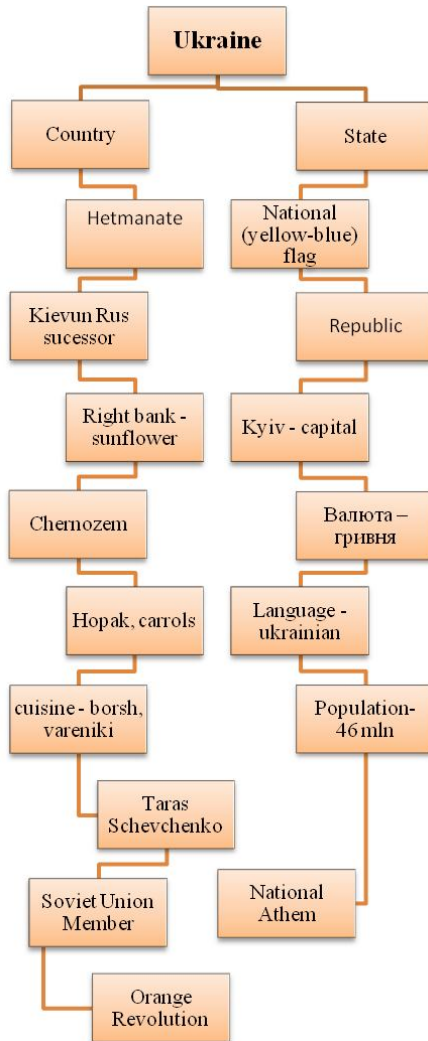 Ukraine
Country
State
Hetmanate
National
(yellow-blue)
flag
Kievun Rus
sucessor
Republic
Right bank -
sunflower
Kyiv - capital
Chernozem
Валюта –
гривня
Hopak, carrols
Language -
ukrainian
cuisine - borsh,
vareniki
Population-
46 mln
Taras
Schevchenko
Soviet Union
Member
National
Athem
Orange
Revolution